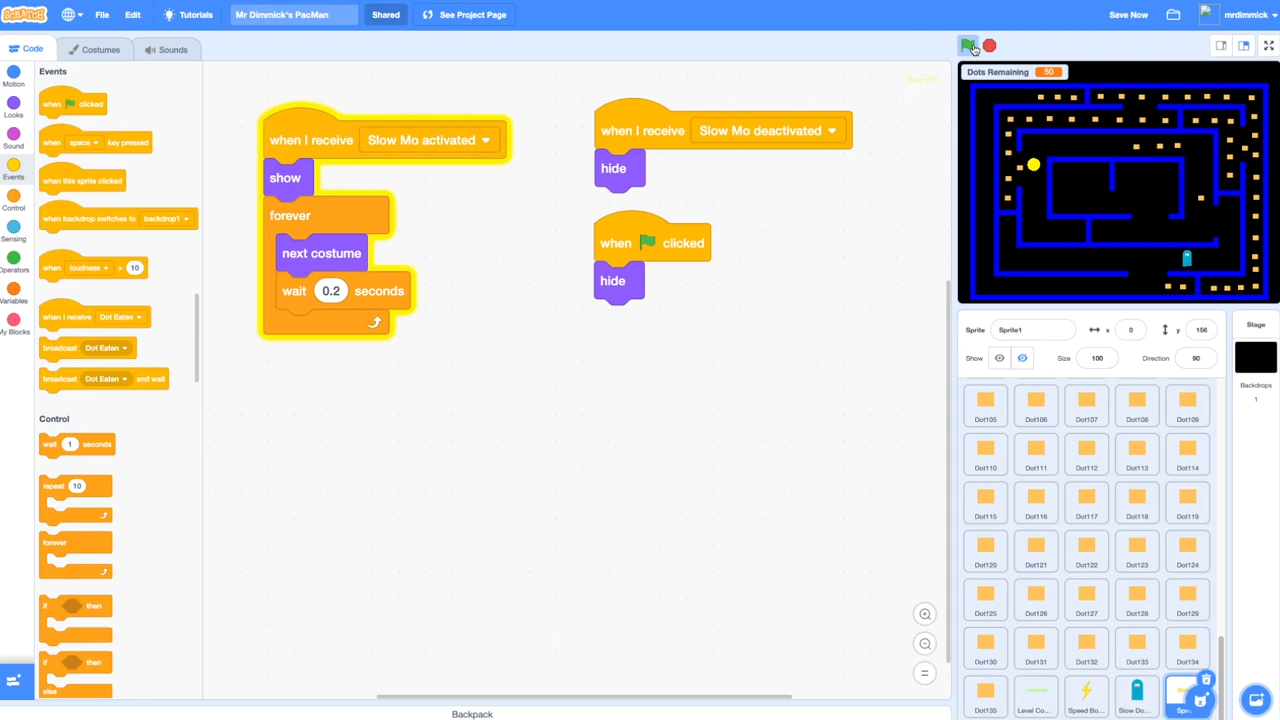 SCRATCH
File
Edit
Tutorials
Mr Dimmick's PacMan
Shared
See Project Page
Save Now
mrdimmick
Code
Costumes
Sounds
Motion
Looks
Sound
Events
Control
Sensing
Operators
Variables
My Blocks
Events
when clicked
when space key pressed
when this sprite clicked
when backdrop switches to backdrop1
when loudness > 10
when I receive Dot Eaten
broadcast Dot Eaten
broadcast Dot Eaten and wait
Control
wait 1 seconds
repeat 10
forever
if then
if then
else
when I receive Slow Mo activated
show
forever
next costume
wait 0.2 seconds
when I receive Slow Mo deactivated
hide
when clicked
hide
Backpack
Dots Remaining 50
Sprite Sprite1 x 0 y 156
Show Size 100 Direction 90
Dot105 Dot106 Dot107 Dot108 Dot109
Dot110 Dot111 Dot112 Dot113 Dot114
Dot115 Dot116 Dot117 Dot118 Dot119
Dot120 Dot121 Dot122 Dot123 Dot124
Dot125 Dot126 Dot127 Dot128 Dot129
Dot130 Dot131 Dot132 Dot133 Dot134
Dot135 Level Co... Speed Bo... Slow Do...
Stage
Backdrops
1